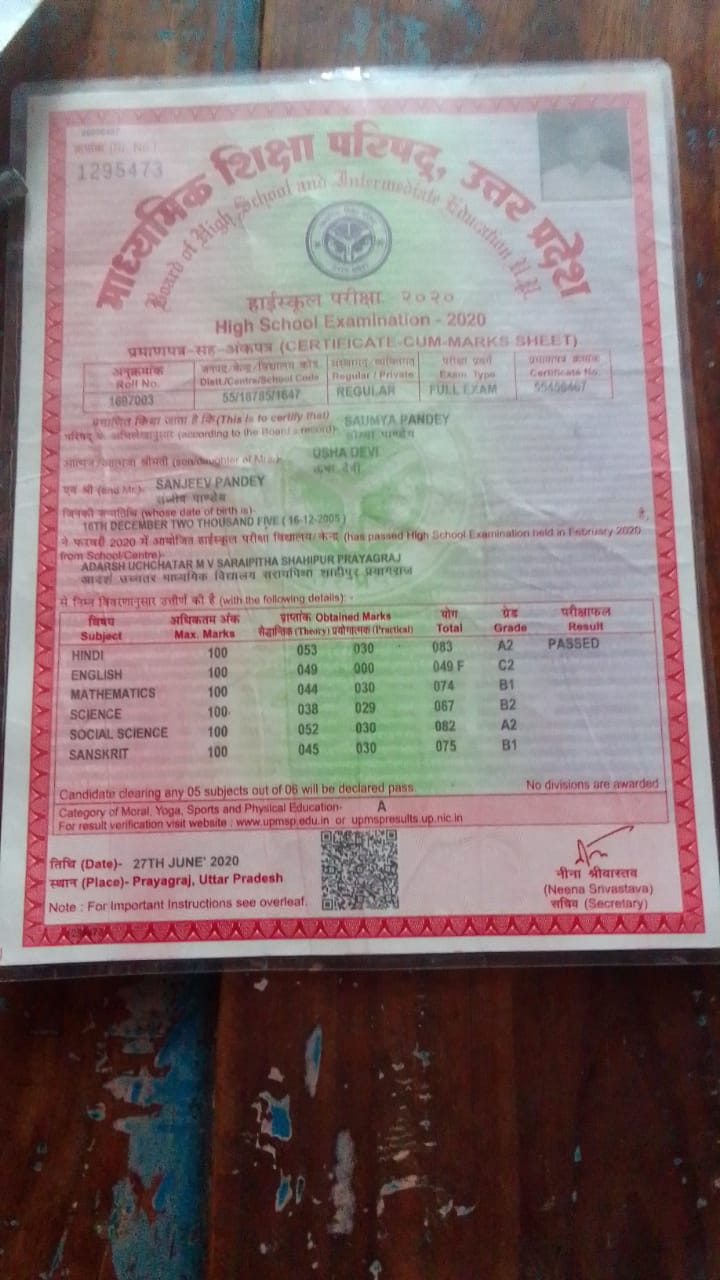 1295473
माध्यमिक शिक्षा परिषद्, उत्तर प्रदेश
Board of High School and Intermediate Education U.P.
हाईस्कूल परीक्षा २०२०
High School Examination - 2020
प्रमाणपत्र-सह-अंकपत्र (CERTIFICATE-CUM-MARKS SHEET)
अनुक्रमांक जनपद/केन्द्र/विद्यालय कोड संस्थागत/व्यक्तिगत परीक्षा प्रवर्ग प्रमाणपत्र क्रमांक
Roll No. Distt./Centre/School Code Regular / Private Exam Type Certificate No.
1697003 55/16785/1647 REGULAR FULL EXAM
प्रमाणित किया जाता है कि(This is to certify that) SAUMYA PANDEY
परिषद् के अभिलेखानुसार (according to the Board's record) सौम्या पाण्डेय
आत्मज/आत्मजा श्रीमती (son/daughter of Mrs.)- USHA DEVI
ऊषा देवी
एवं श्री (and Mr.)- SANJEEV PANDEY
संजीव पाण्डेय
जिनकी जन्मतिथि (whose date of birth is)-
16TH DECEMBER TWO THOUSAND FIVE ( 16-12-2005 ) है,
ने फरवरी 2020 में आयोजित हाईस्कूल परीक्षा विद्यालय/ केन्द्र (has passed High School Examination held in February 2020
from School/Centre)-
ADARSH UCHCHATAR M V SARAIPITHA SHAHIPUR PRAYAGRAJ
आदर्श उच्चतर माध्यमिक विद्यालय सरायपिथा शाहीपुर प्रयागराज
से निम्न विवरणानुसार उत्तीर्ण की है (with the following details): -
विषय अधिकतम अंक प्राप्तांक Obtained Marks योग ग्रेड परीक्षाफल
Subject Max. Marks सैद्धान्तिक (Theory) प्रयोगात्मक (Practical) Total Grade Result
HINDI 100 053 030 083 A2 PASSED
ENGLISH 100 049 000 049 F C2
MATHEMATICS 100 044 030 074 B1
SCIENCE 100 038 029 067 B2
SOCIAL SCIENCE 100 052 030 082 A2
SANSKRIT 100 045 030 075 B1
Candidate clearing any 05 subjects out of 06 will be declared pass. No divisions are awarded
Category of Moral, Yoga, Sports and Physical Education- A
For result verification visit website : www.upmsp.edu.in or upmspresults.up.nic.in
तिथि (Date)- 27TH JUNE' 2020
स्थान (Place)- Prayagraj, Uttar Pradesh
Note : For Important Instructions see overleaf.
नीना श्रीवास्तव
(Neena Srivastava)
सचिव (Secretary)